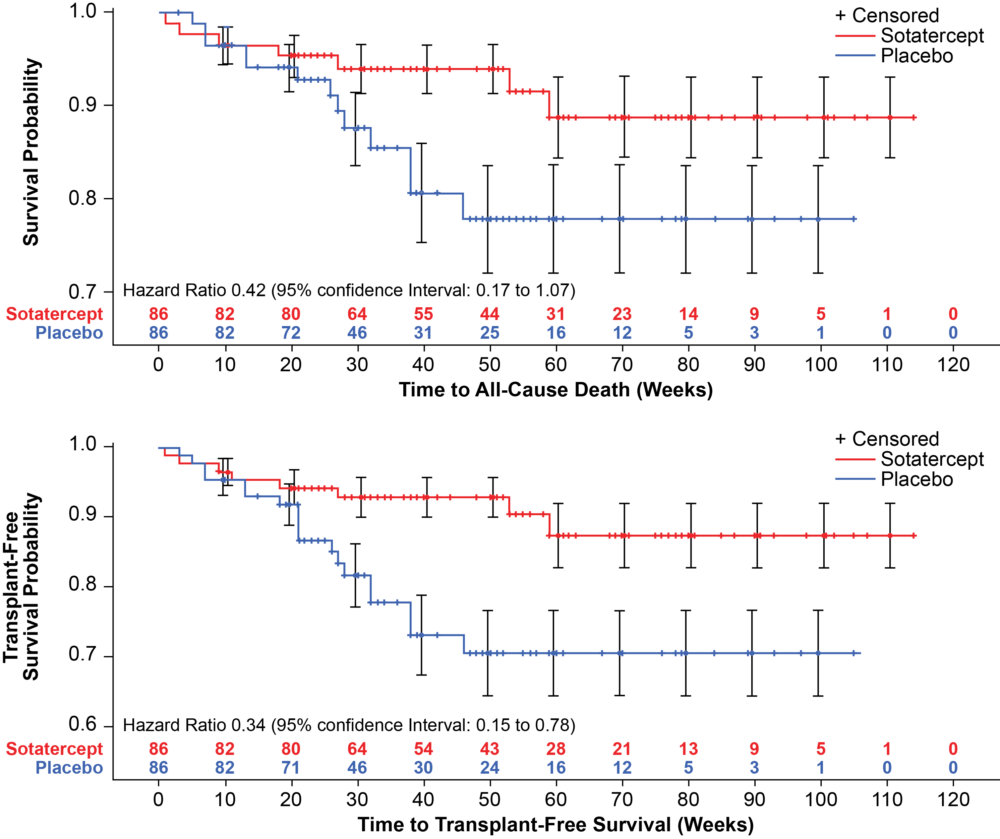 1.0
+ Censored
Sotatercept
Placebo
0.9
0.8
0.7
Survival Probability
Hazard Ratio 0.42 (95% confidence Interval: 0.17 to 1.07)
Sotatercept 86 82 80 64 55 44 31 23 14 9 5 1 0
Placebo 86 82 72 46 31 25 16 12 5 3 1 0 0
0 10 20 30 40 50 60 70 80 90 100 110 120
Time to All-Cause Death (Weeks)
1.0
+ Censored
Sotatercept
Placebo
0.9
0.8
0.7
0.6
Transplant-Free
Survival Probability
Hazard Ratio 0.34 (95% confidence Interval: 0.15 to 0.78)
Sotatercept 86 82 80 64 54 43 28 21 13 9 5 1 0
Placebo 86 82 71 46 30 24 16 12 5 3 1 0 0
0 10 20 30 40 50 60 70 80 90 100 110 120
Time to Transplant-Free Survival (Weeks)